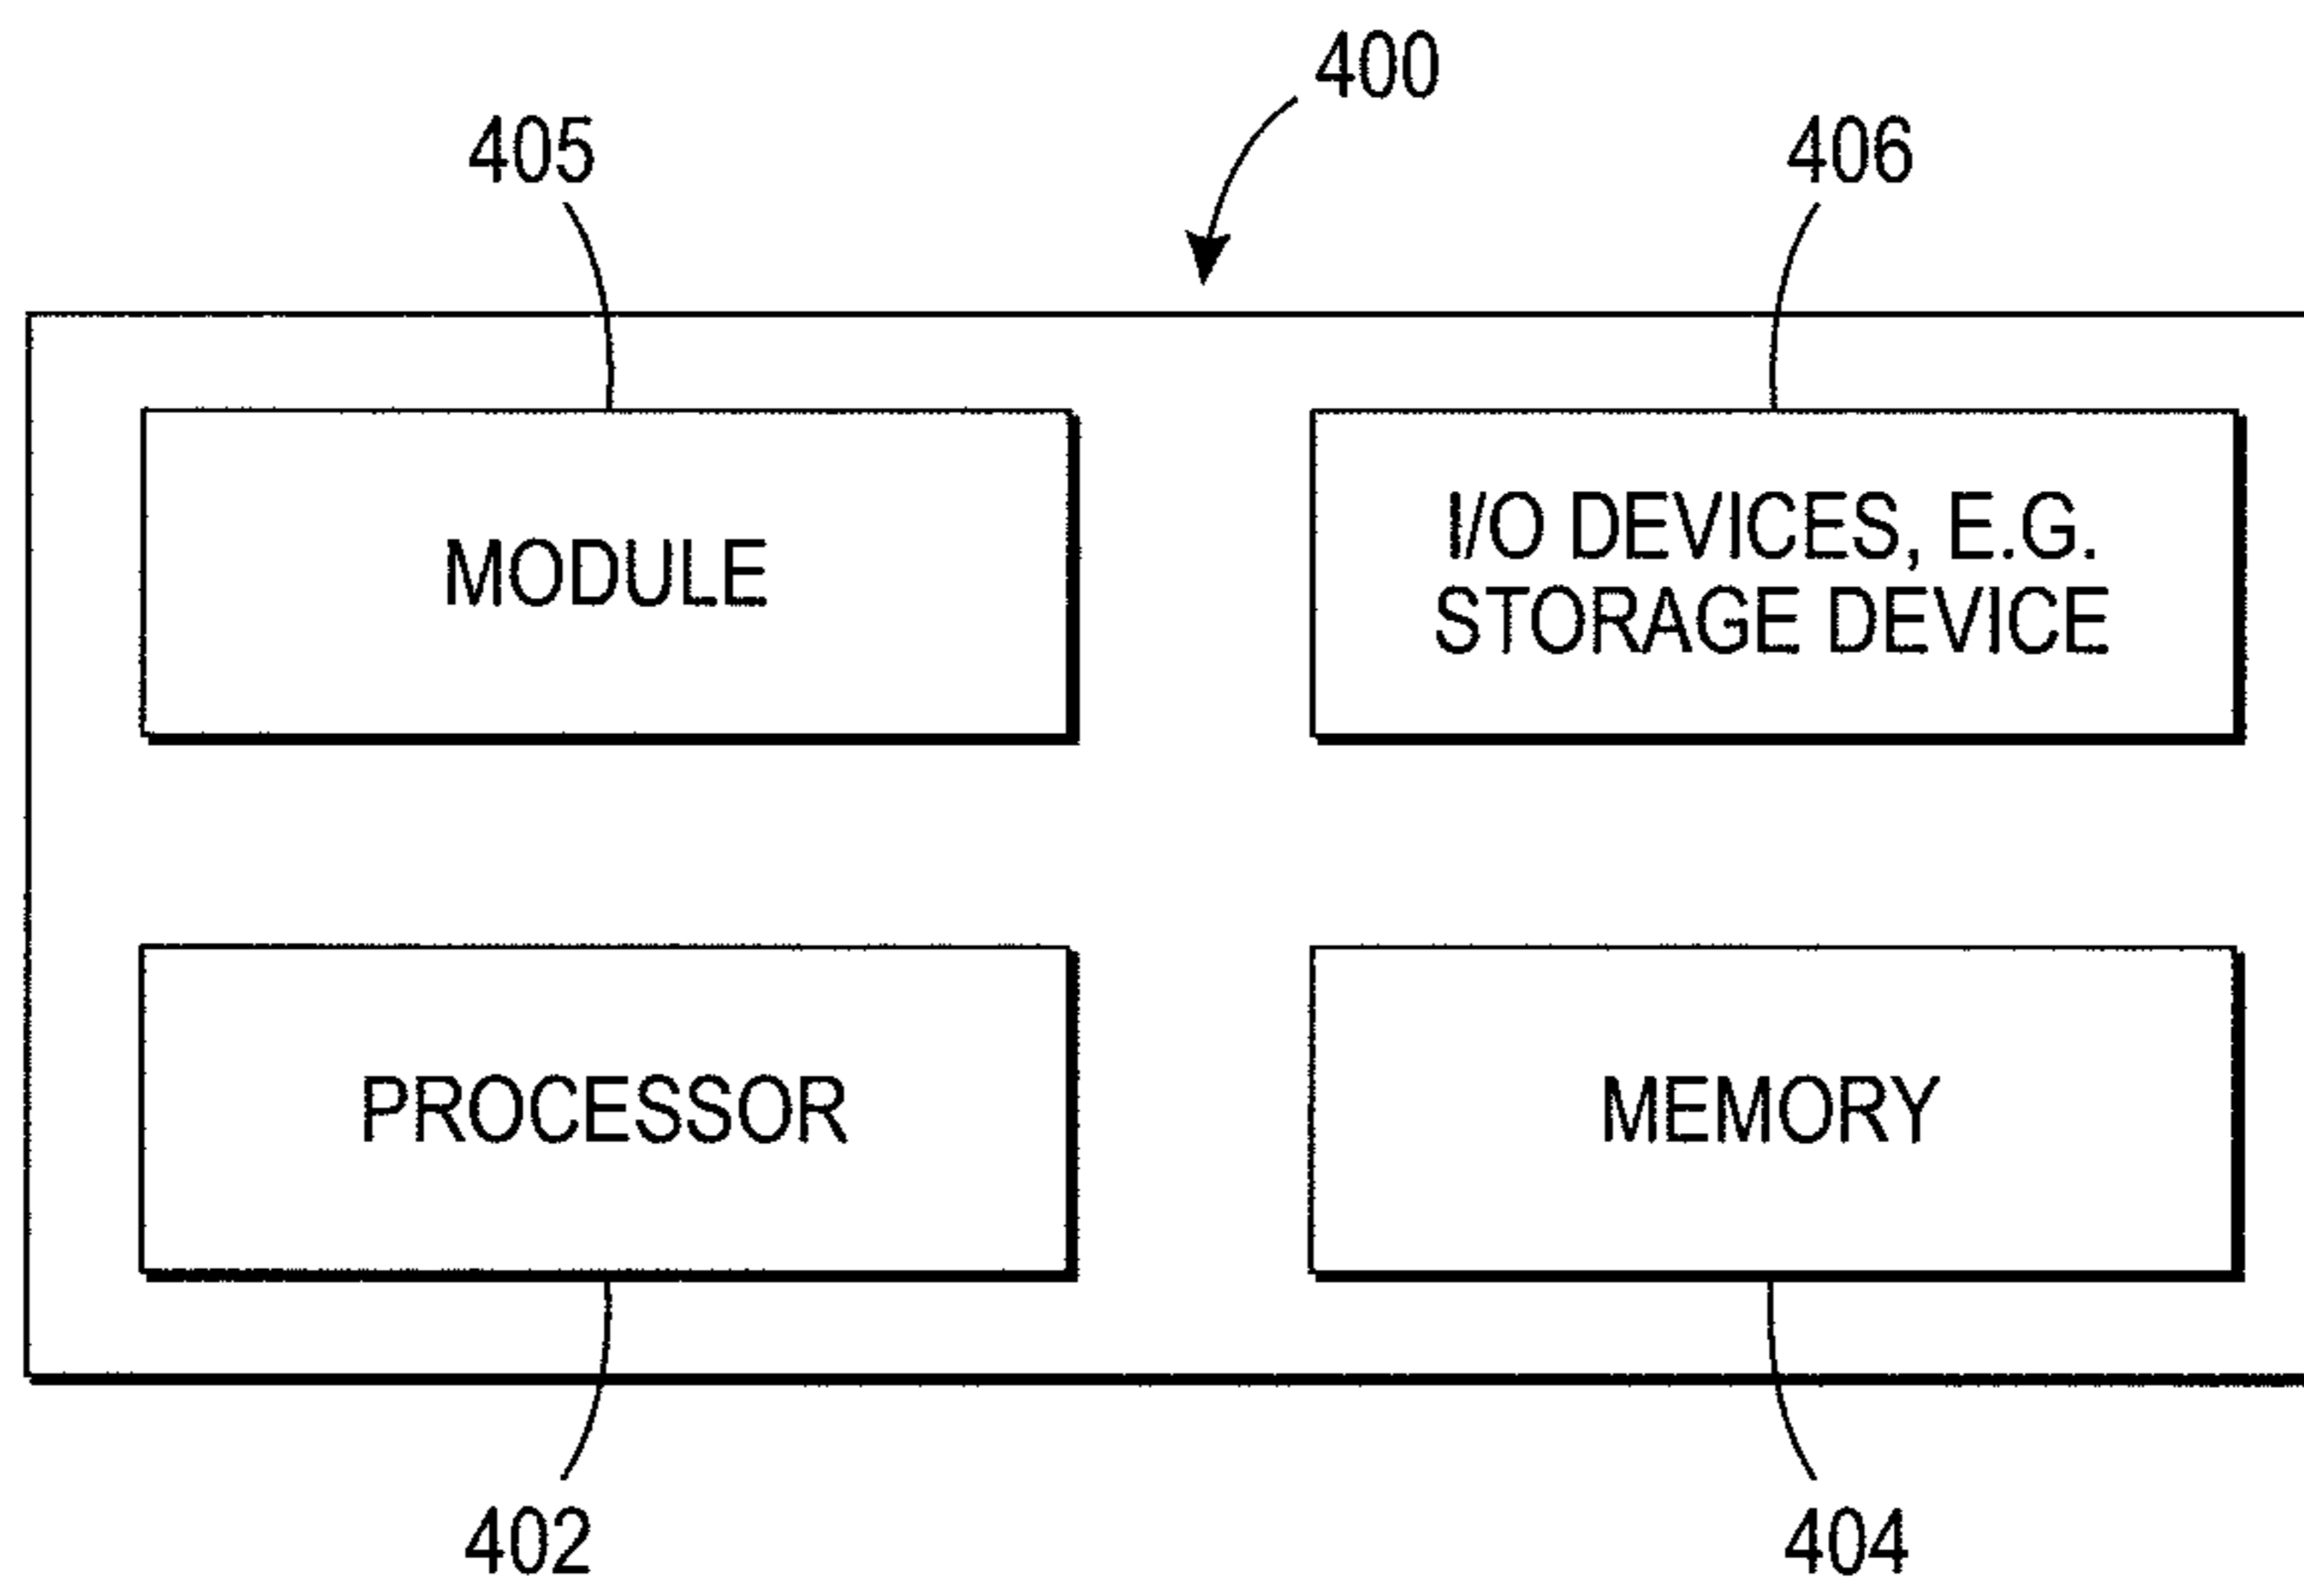 400
405
406
MODULE
I/O DEVICES, E.G.
STORAGE DEVICE
PROCESSOR
MEMORY
402
404